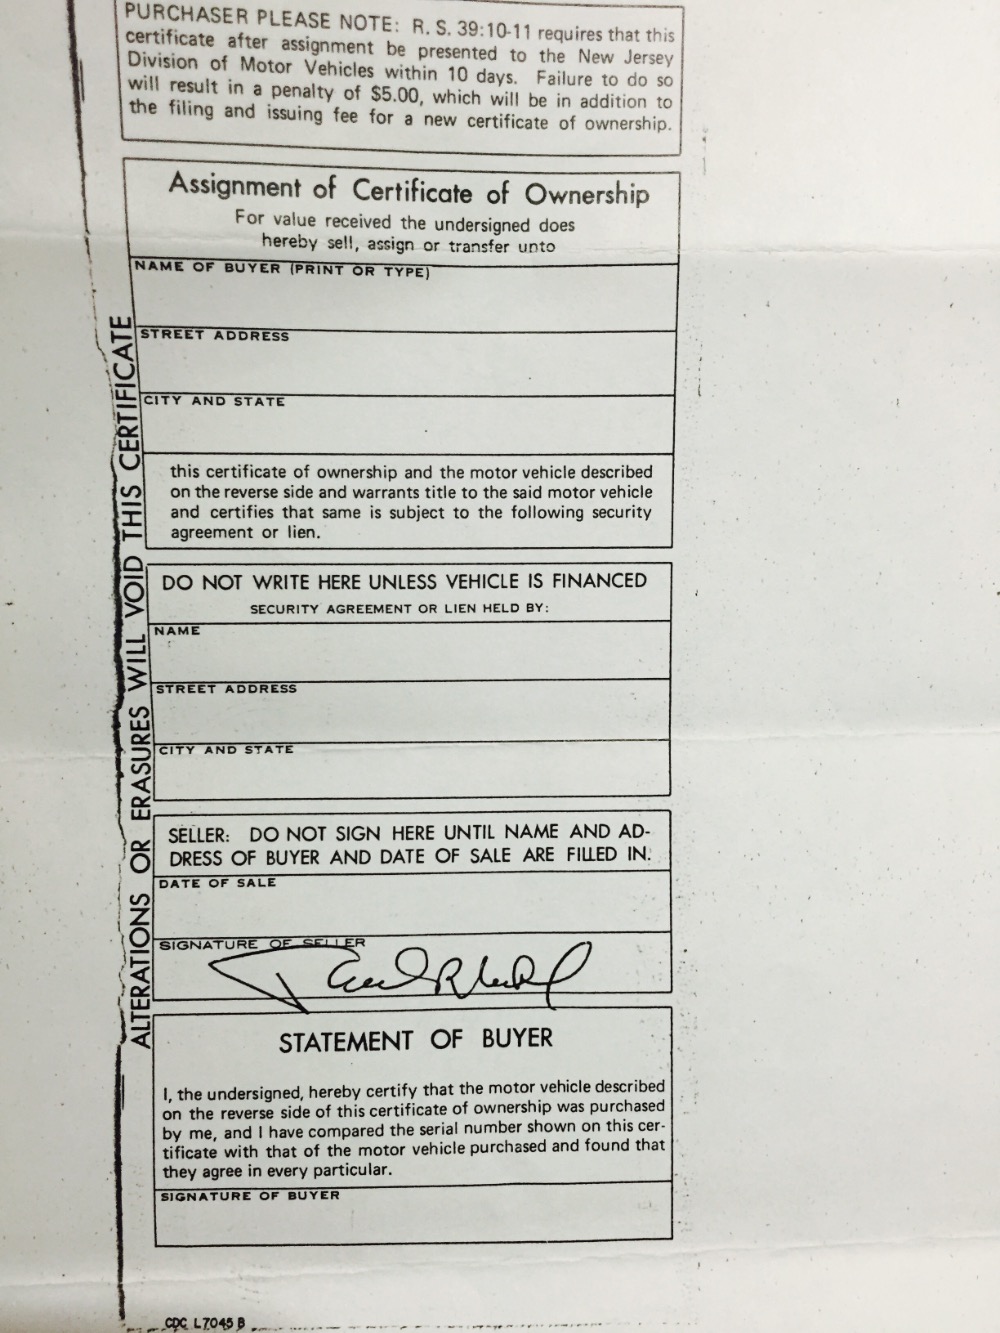 PURCHASER PLEASE NOTE: R. S. 39:10-11 requires that this
certificate after assignment be presented to the New Jersey
Division of Motor Vehicles within 10 days. Failure to do so
will result in a penalty of $5.00, which will be in addition to
the filing and issuing fee for a new certificate of ownership.
Assignment of Certificate of Ownership
For value received the undersigned does
hereby sell, assign or transfer unto
NAME OF BUYER (PRINT OR TYPE)
STREET ADDRESS
CITY AND STATE
this certificate of ownership and the motor vehicle described
on the reverse side and warrants title to the said motor vehicle
and certifies that same is subject to the following security
agreement or lien.
DO NOT WRITE HERE UNLESS VEHICLE IS FINANCED
SECURITY AGREEMENT OR LIEN HELD BY:
NAME
STREET ADDRESS
CITY AND STATE
SELLER: DO NOT SIGN HERE UNTIL NAME AND AD-
DRESS OF BUYER AND DATE OF SALE ARE FILLED IN.
DATE OF SALE
SIGNATURE OF SELLER
STATEMENT OF BUYER
I, the undersigned, hereby certify that the motor vehicle described
on the reverse side of this certificate of ownership was purchased
by me, and I have compared the serial number shown on this cer-
tificate with that of the motor vehicle purchased and found that
they agree in every particular.
SIGNATURE OF BUYER
CDC L7045 B
ALTERATIONS OR ERASURES WILL VOID THIS CERTIFICATE